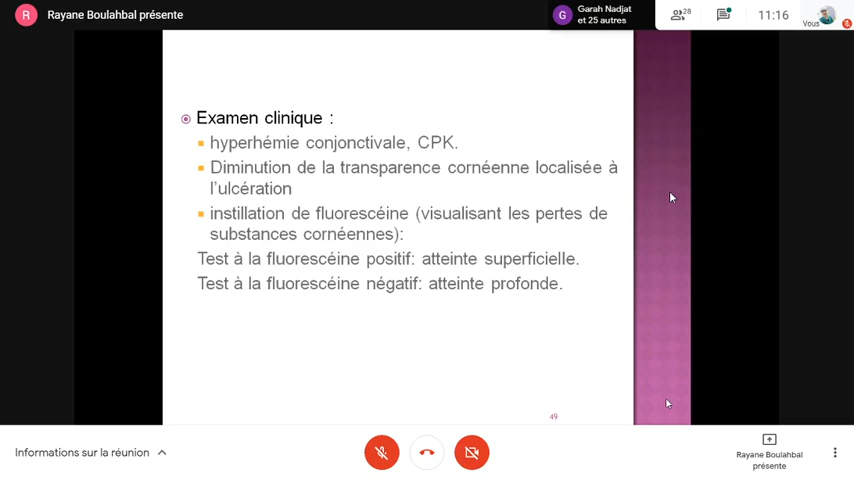 R Rayane Boulahbal présente
G Garah Nadjat
et 25 autres
28
11:16
Vous
Examen clinique :
hyperhémie conjonctivale, CPK.
Diminution de la transparence cornéenne localisée à
l’ulcération
instillation de fluorescéine (visualisant les pertes de
substances cornéennes):
Test à la fluorescéine positif: atteinte superficielle.
Test à la fluorescéine négatif: atteinte profonde.
49
Informations sur la réunion
Rayane Boulahbal
présente